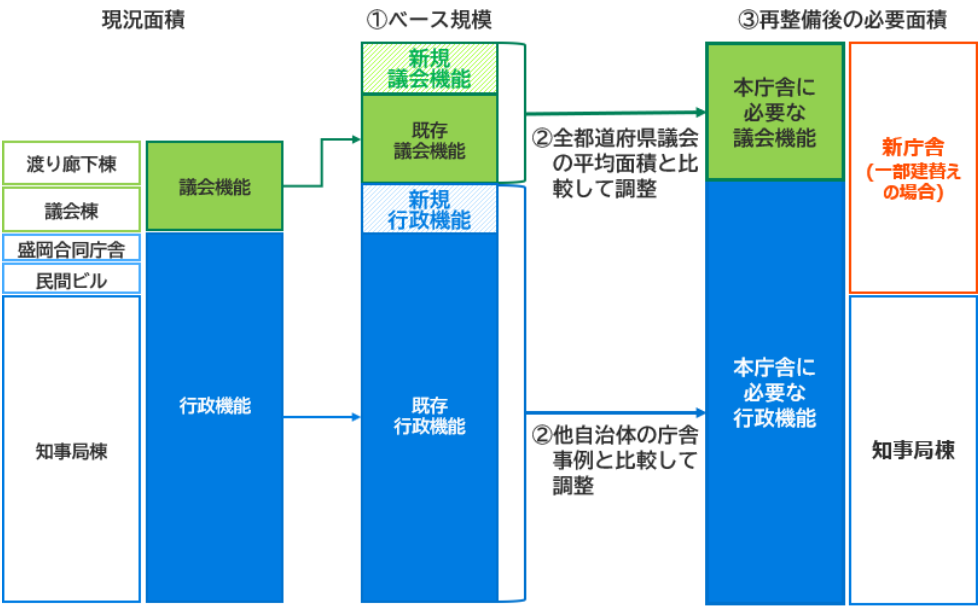 現況面積
①ベース規模
③再整備後の必要面積
渡り廊下棟
議会棟
盛岡合同庁舎
民間ビル
知事局棟
議会機能
行政機能
新規
議会機能
既存
議会機能
新規
行政機能
既存
行政機能
②全都道府県議会
の平均面積と比
較して調整
②他自治体の庁舎
事例と比較して
調整
本庁舎に
必要な
議会機能
本庁舎に
必要な
行政機能
新庁舎
(一部建替え
の場合)
知事局棟